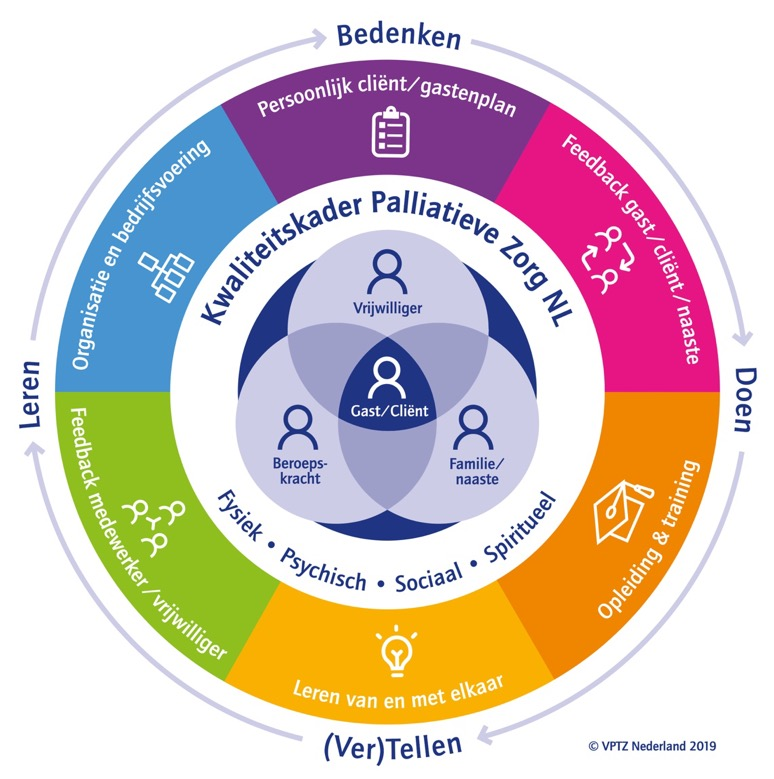 Bedenken
Persoonlijk cliënt/gastenplan
Feedback gast/cliënt/naaste
Doen
Opleiding & training
Leren van en met elkaar
(Ver)Tellen
Feedback medewerker/vrijwilliger
Leren
Organisatie en bedrijfsvoering
Kwaliteitskader Palliatieve Zorg NL
Vrijwilliger
Gast/Cliënt
Beroeps-
kracht
Familie/
naaste
Fysiek • Psychisch • Sociaal • Spiritueel
© VPTZ Nederland 2019